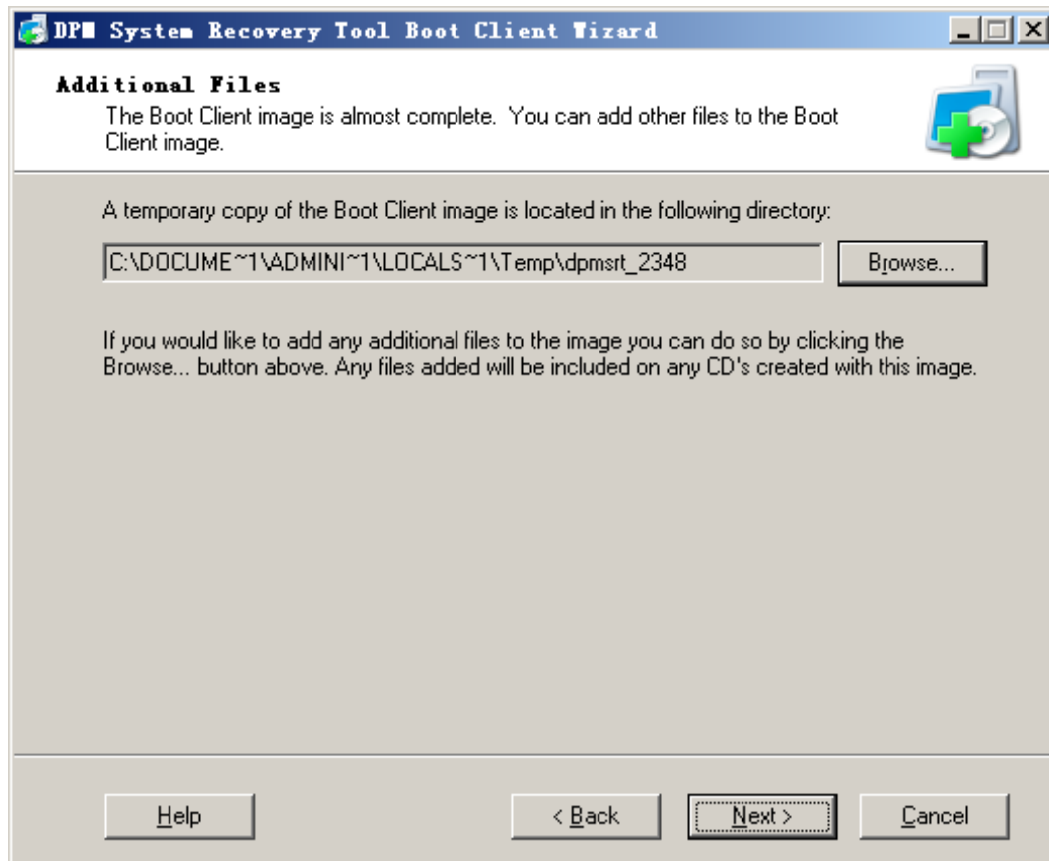 DPM System Recovery Tool Boot Client Wizard
Additional Files
The Boot Client image is almost complete.  You can add other files to the Boot
Client image.
A temporary copy of the Boot Client image is located in the following directory:
C:\DOCUME~1\ADMINI~1\LOCALS~1\Temp\dpmsrt_2348
Browse...
If you would like to add any additional files to the image you can do so by clicking the
Browse... button above. Any files added will be included on any CD's created with this image.
Help
< Back
Next >
Cancel